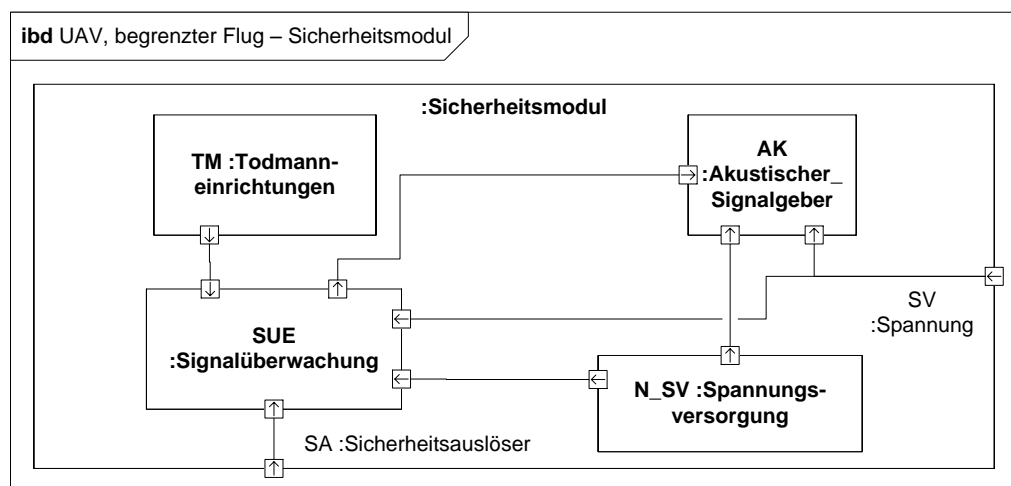 ibd UAV, begrenzter Flug – Sicherheitsmodul
:Sicherheitsmodul
TM :Todmann-
einrichtungen
AK
:Akustischer_
Signalgeber
SV
:Spannung
SUE
:Signalüberwachung
N_SV :Spannungs-
versorgung
SA :Sicherheitsauslöser